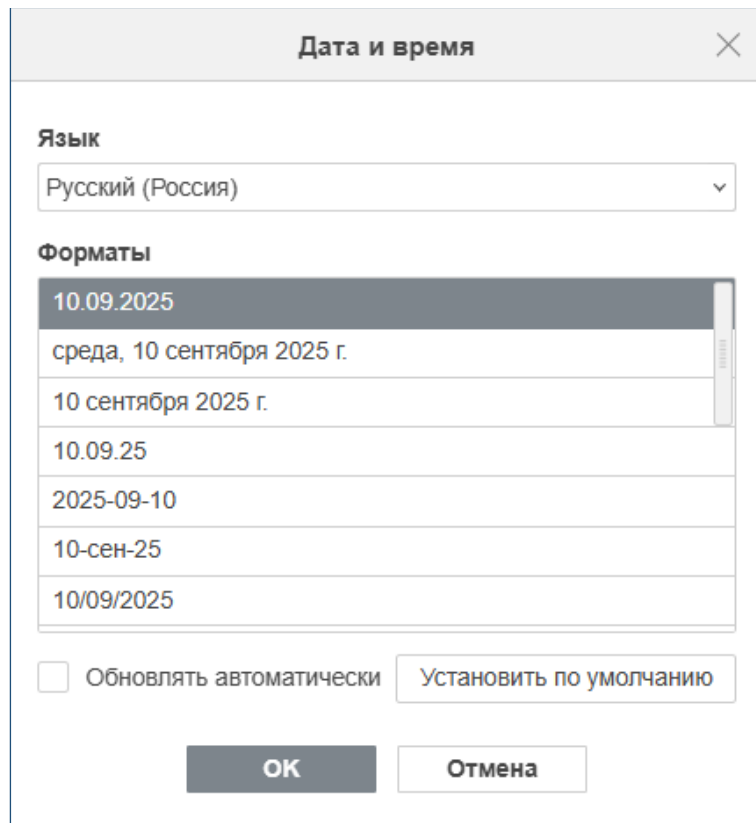 Дата и время
Язык
Русский (Россия)
Форматы
10.09.2025
среда, 10 сентября 2025 г.
10 сентября 2025 г.
10.09.25
2025-09-10
10-сен-25
10/09/2025
Обновлять автоматически Установить по умолчанию
ОК Отмена